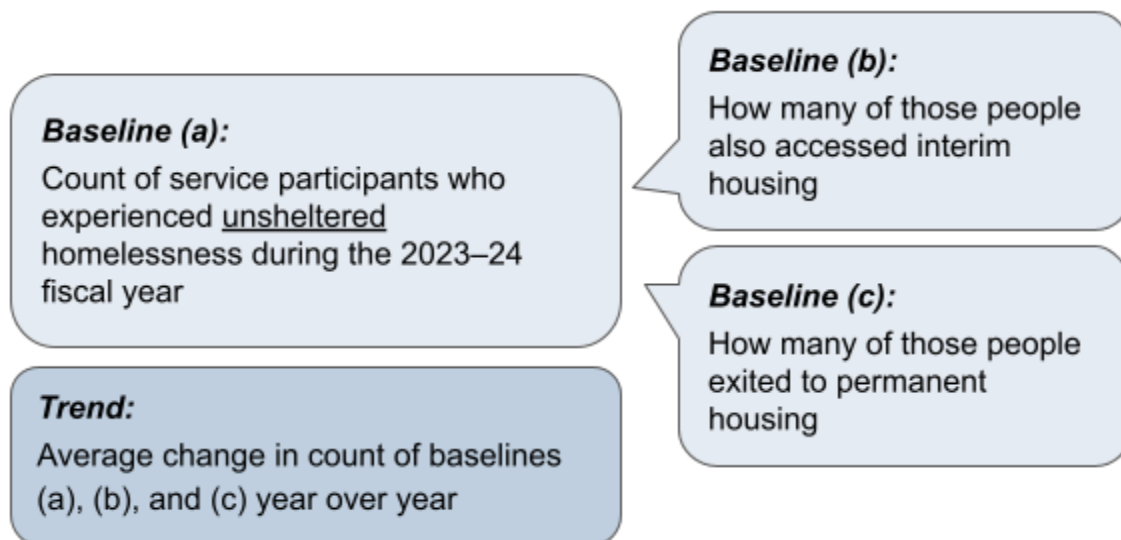 Baseline (a):
Count of service participants who
experienced unsheltered
homelessness during the 2023–24
fiscal year
Baseline (b):
How many of those people
also accessed interim
housing
Baseline (c):
How many of those people
exited to permanent
housing
Trend:
Average change in count of baselines
(a), (b), and (c) year over year